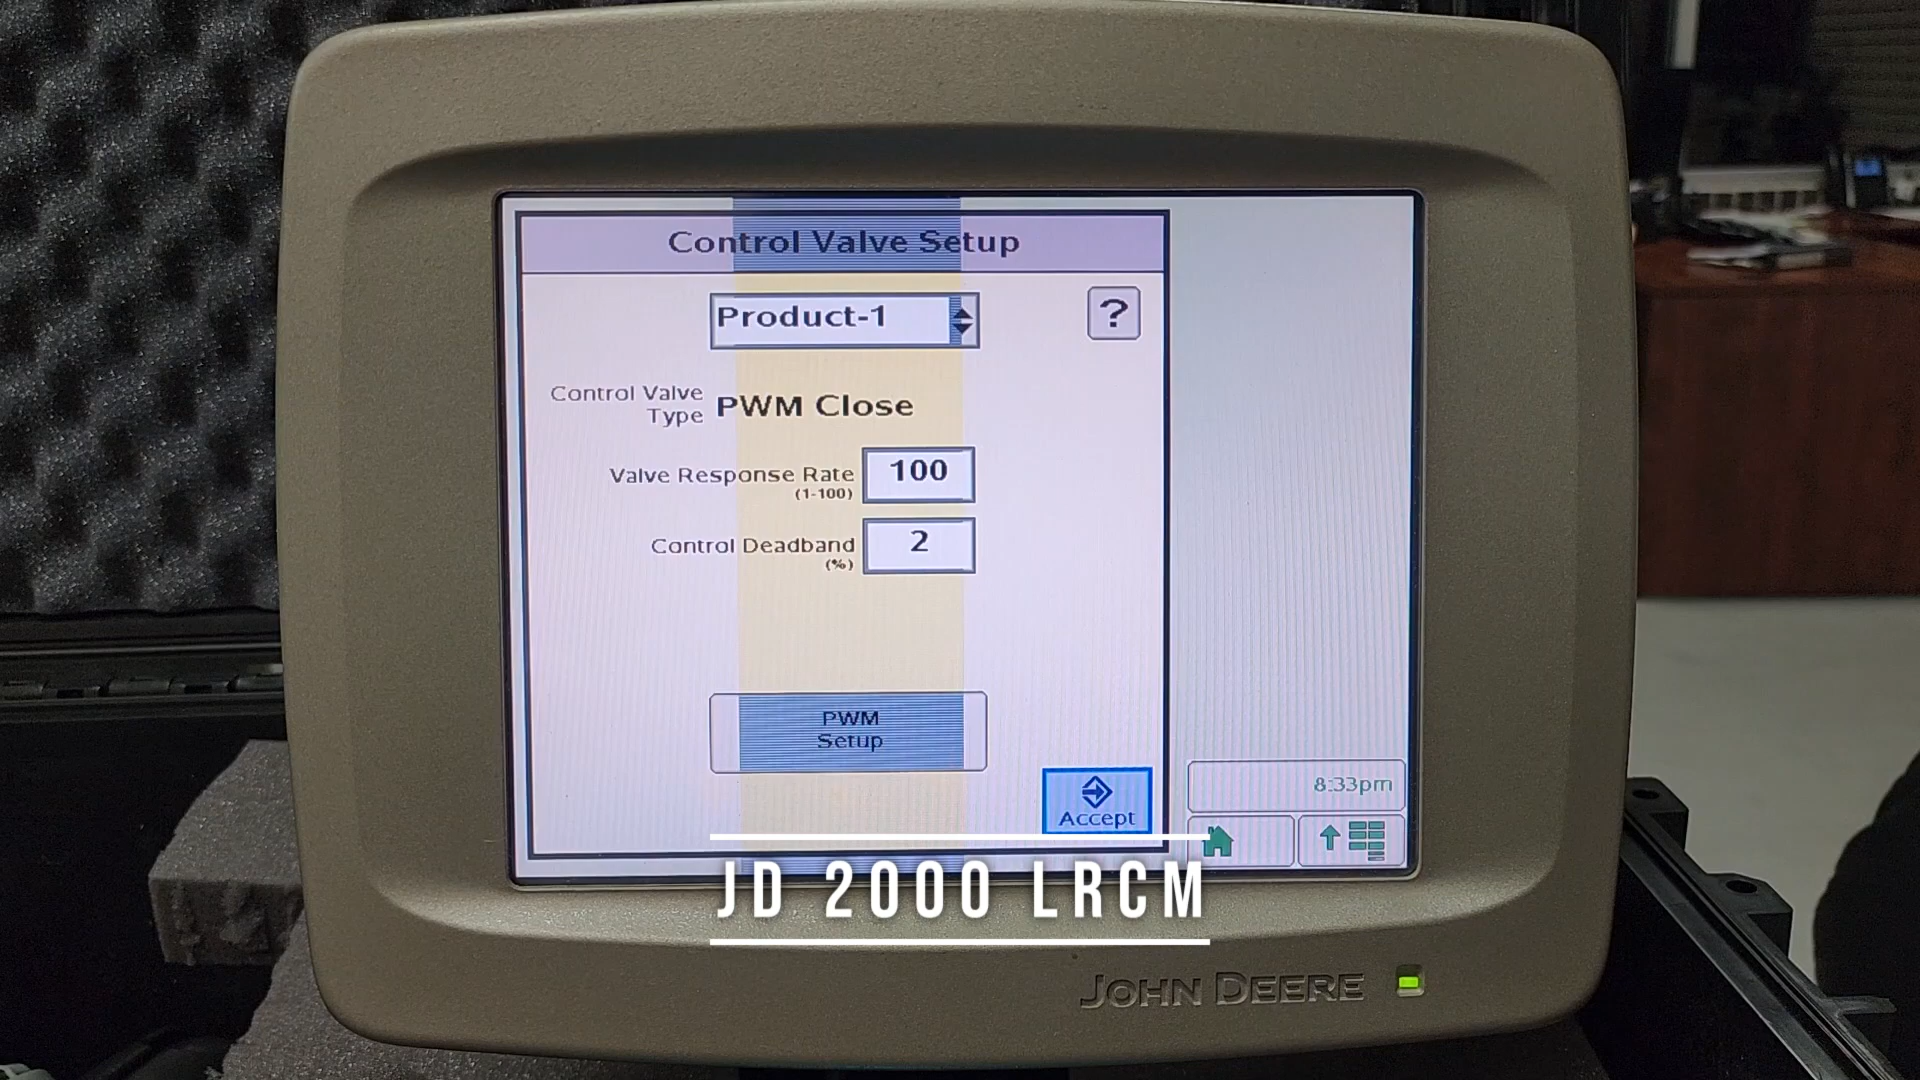 Control Valve Setup
Product-1
?
Control Valve
Type PWM Close
Valve Response Rate 100
(1-100)
Control Deadband 2
(%)
PWM
Setup
Accept
8:33pm
JD 2000 LRCM
JOHN DEERE